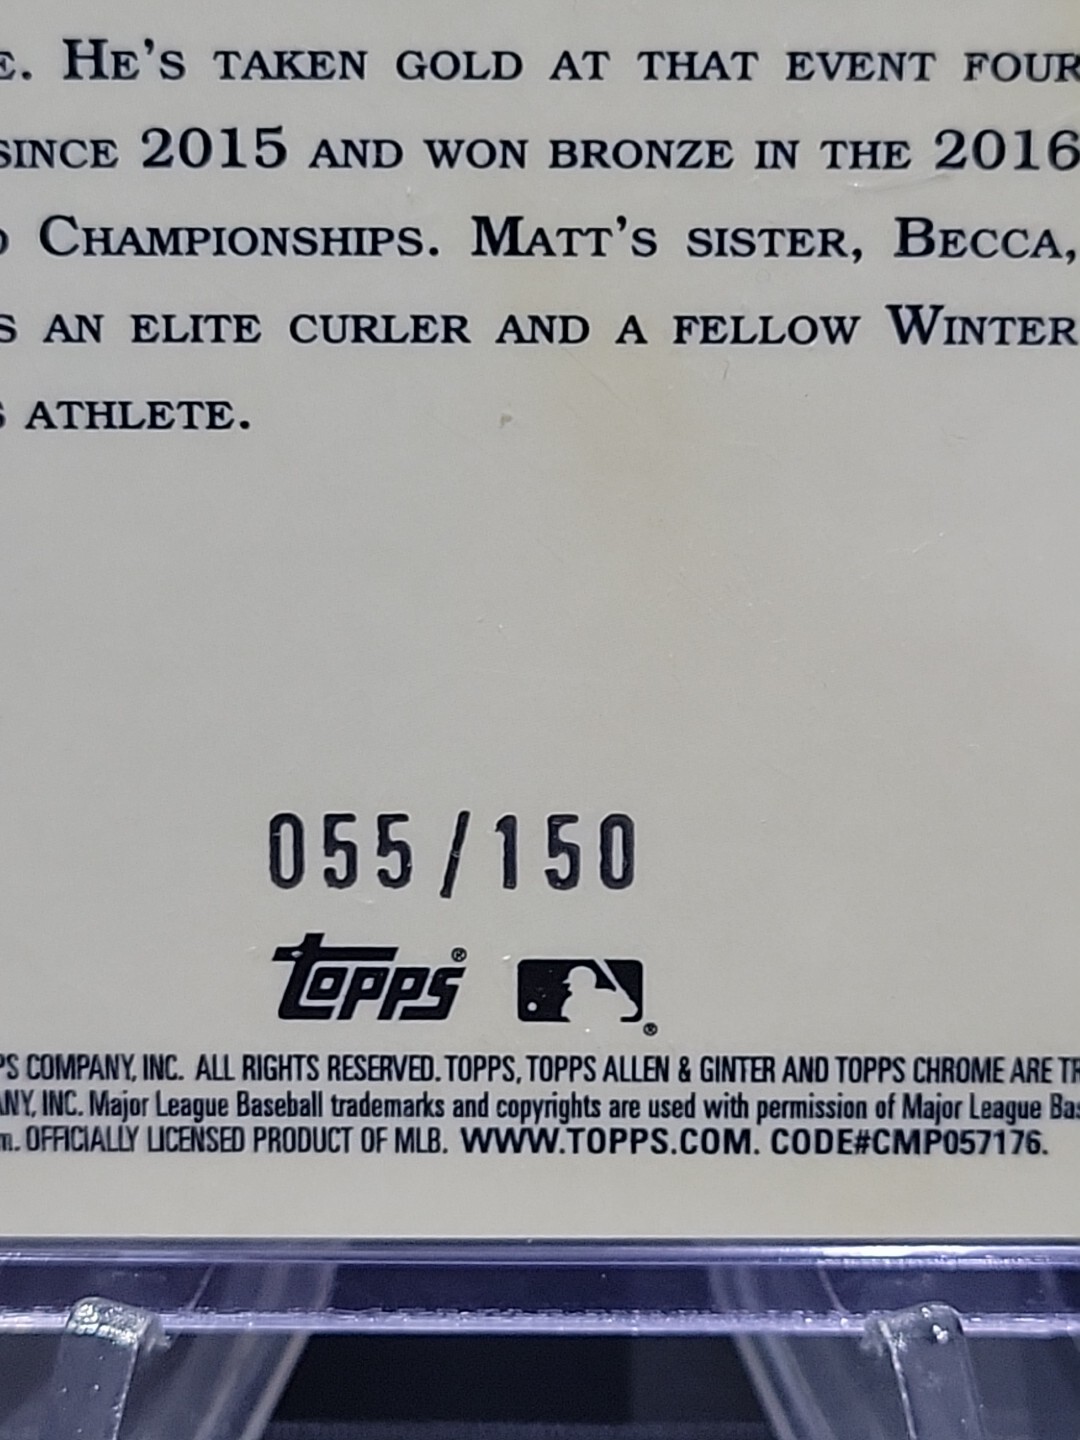 E. HE'S TAKEN GOLD AT THAT EVENT FOUR
SINCE 2015 AND WON BRONZE IN THE 2016
D CHAMPIONSHIPS. MATT'S SISTER, BECCA,
S AN ELITE CURLER AND A FELLOW WINTER
S ATHLETE.
055/150
TOPPS®
®
PS COMPANY, INC. ALL RIGHTS RESERVED. TOPPS, TOPPS ALLEN & GINTER AND TOPPS CHROME ARE TR
ANY, INC. Major League Baseball trademarks and copyrights are used with permission of Major League Bas
m. OFFICIALLY LICENSED PRODUCT OF MLB. WWW.TOPPS.COM. CODE#CMP057176.